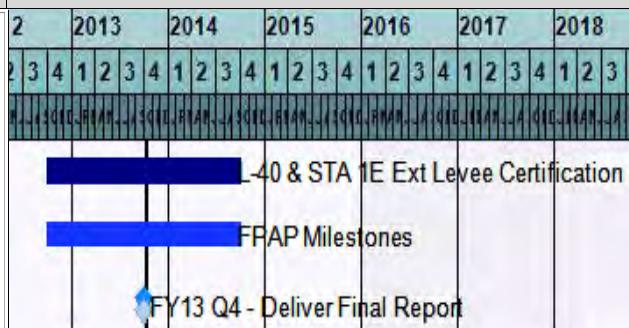 2 2013 2014 2015 2016 2017 2018
2 3 4 1 2 3 4 1 2 3 4 1 2 3 4 1 2 3 4 1 2 3 4 1 2 3
L-40 & STA 1E Ext Levee Certification
FPAP Milestones
FY13 Q4 - Deliver Final Report